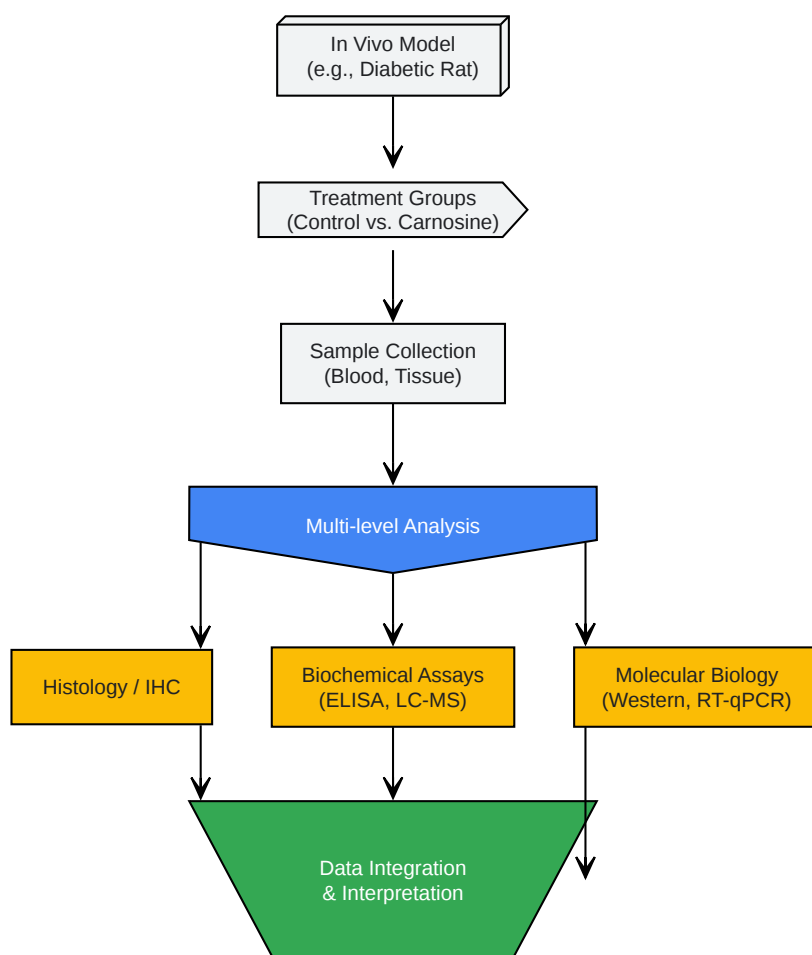 In Vivo Model
(e.g., Diabetic Rat)
Treatment Groups
(Control vs. Carnosine)
Sample Collection
(Blood, Tissue)
Multi-level Analysis
Histology / IHC
Biochemical Assays
(ELISA, LC-MS)
Molecular Biology
(Western, RT-qPCR)
Data Integration
& Interpretation